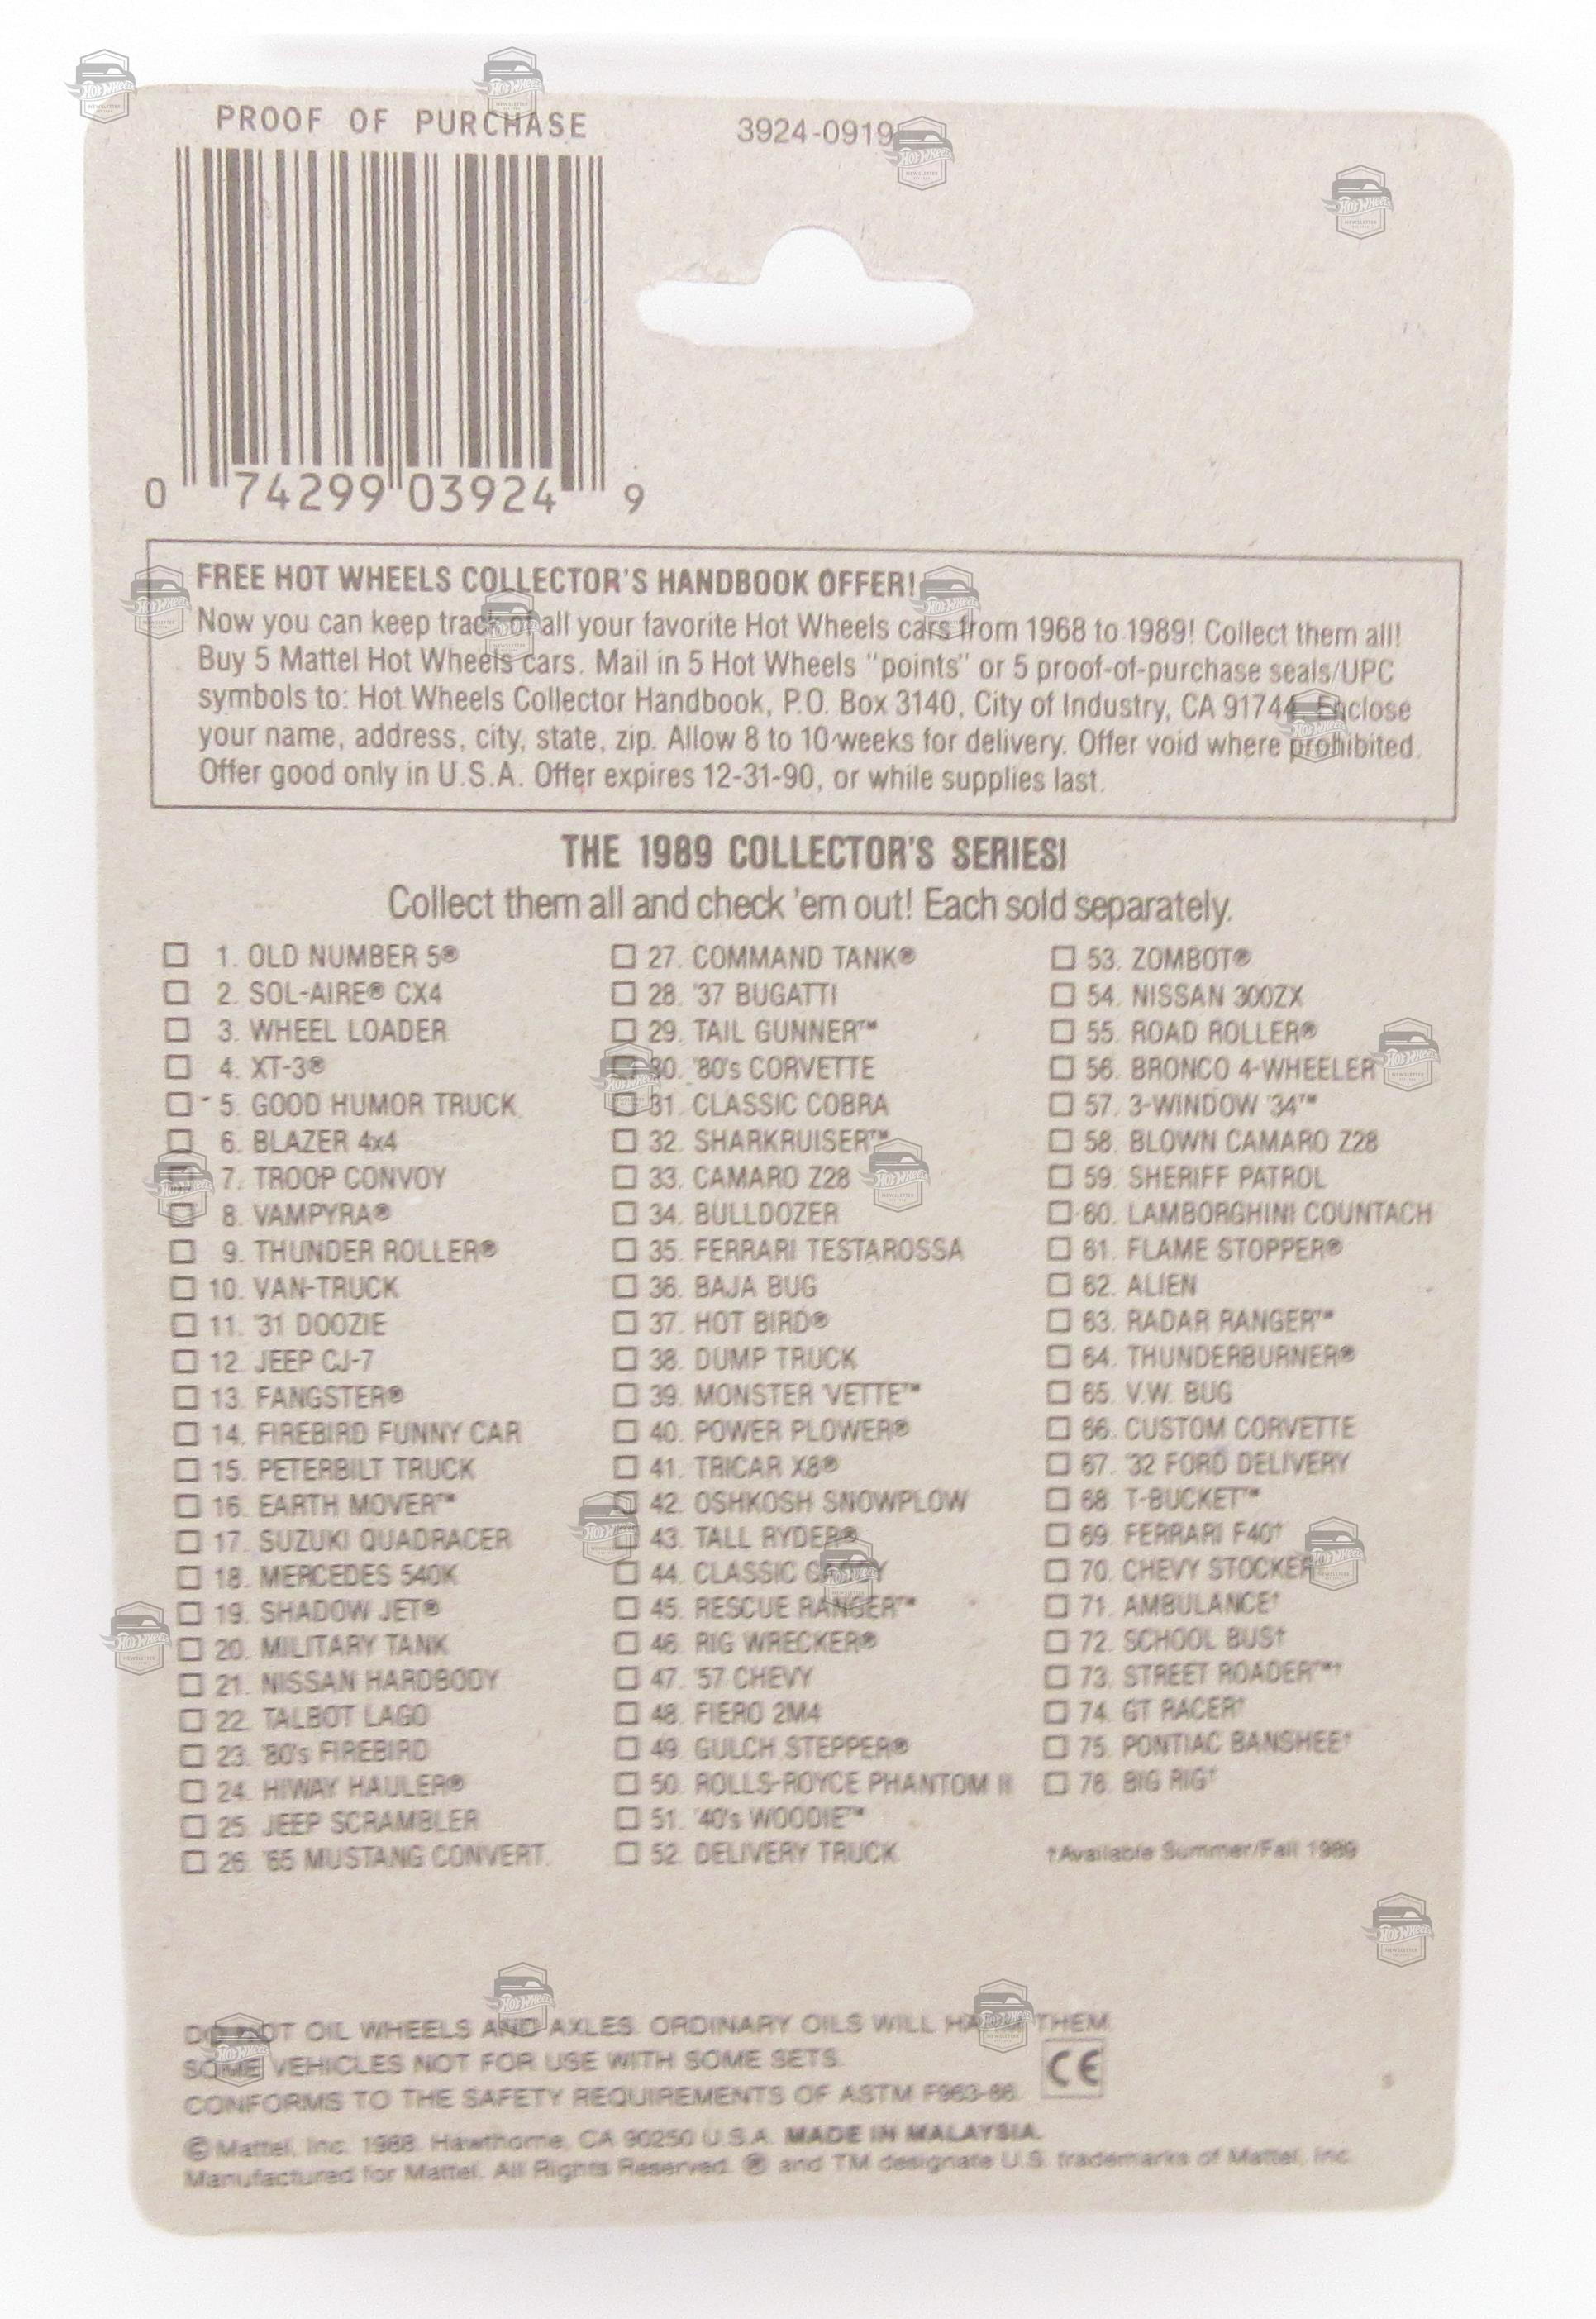 PROOF OF PURCHASE
3924-0919
0 74299 03924 9
FREE HOT WHEELS COLLECTOR'S HANDBOOK OFFER!
Now you can keep track of all your favorite Hot Wheels cars from 1968 to 1989! Collect them all!
Buy 5 Mattel Hot Wheels cars. Mail in 5 Hot Wheels "points" or 5 proof-of-purchase seals/UPC
symbols to: Hot Wheels Collector Handbook, P.O. Box 3140, City of Industry, CA 91744. Enclose
your name, address, city, state, zip. Allow 8 to 10 weeks for delivery. Offer void where prohibited.
Offer good only in U.S.A. Offer expires 12-31-90, or while supplies last.
THE 1989 COLLECTOR'S SERIES!
Collect them all and check 'em out! Each sold separately.
1. OLD NUMBER 5®
2. SOL-AIRE® CX4
3. WHEEL LOADER
4. XT-3®
5. GOOD HUMOR TRUCK
6. BLAZER 4x4
7. TROOP CONVOY
8. VAMPYRA®
9. THUNDER ROLLER®
10. VAN-TRUCK
11. '31 DOOZIE
12. JEEP CJ-7
13. FANGSTER®
14. FIREBIRD FUNNY CAR
15. PETERBILT TRUCK
16. EARTH MOVER™
17. SUZUKI QUADRACER
18. MERCEDES 540K
19. SHADOW JET®
20. MILITARY TANK
21. NISSAN HARDBODY
22. TALBOT LAGO
23. '80's FIREBIRD
24. HIWAY HAULER®
25. JEEP SCRAMBLER
26. '65 MUSTANG CONVERT.
27. COMMAND TANK®
28. '37 BUGATTI
29. TAIL GUNNER™
30. '80's CORVETTE
31. CLASSIC COBRA
32. SHARKRUISER™
33. CAMARO Z28
34. BULLDOZER
35. FERRARI TESTAROSSA
36. BAJA BUG
37. HOT BIRD®
38. DUMP TRUCK
39. MONSTER 'VETTE™
40. POWER PLOWER®
41. TRICAR X8®
42. OSHKOSH SNOWPLOW
43. TALL RYDER®
44. CLASSIC CADDY
45. RESCUE RANGER™
46. RIG WRECKER®
47. '57 CHEVY
48. FIERO 2M4
49. GULCH STEPPER®
50. ROLLS-ROYCE PHANTOM II
51. '40's WOODIE™
52. DELIVERY TRUCK
53. ZOMBOT®
54. NISSAN 300ZX
55. ROAD ROLLER®
56. BRONCO 4-WHEELER
57. 3-WINDOW '34™
58. BLOWN CAMARO Z28
59. SHERIFF PATROL
60. LAMBORGHINI COUNTACH
61. FLAME STOPPER®
62. ALIEN
63. RADAR RANGER™
64. THUNDERBURNER®
65. V.W. BUG
66. CUSTOM CORVETTE
67. '32 FORD DELIVERY
68. T-BUCKET™
69. FERRARI F40†
70. CHEVY STOCKER
71. AMBULANCE†
72. SCHOOL BUS†
73. STREET ROADER™†
74. GT RACER†
75. PONTIAC BANSHEE†
76. BIG RIG†
†Available Summer/Fall 1989
DO NOT OIL WHEELS AND AXLES. ORDINARY OILS WILL HARM THEM.
SOME VEHICLES NOT FOR USE WITH SOME SETS.
CONFORMS TO THE SAFETY REQUIREMENTS OF ASTM F963-86.
CE
© Mattel, Inc. 1988. Hawthorne, CA 90250 U.S.A. MADE IN MALAYSIA.
Manufactured for Mattel. All Rights Reserved. ® and TM designate U.S. trademarks of Mattel, Inc.